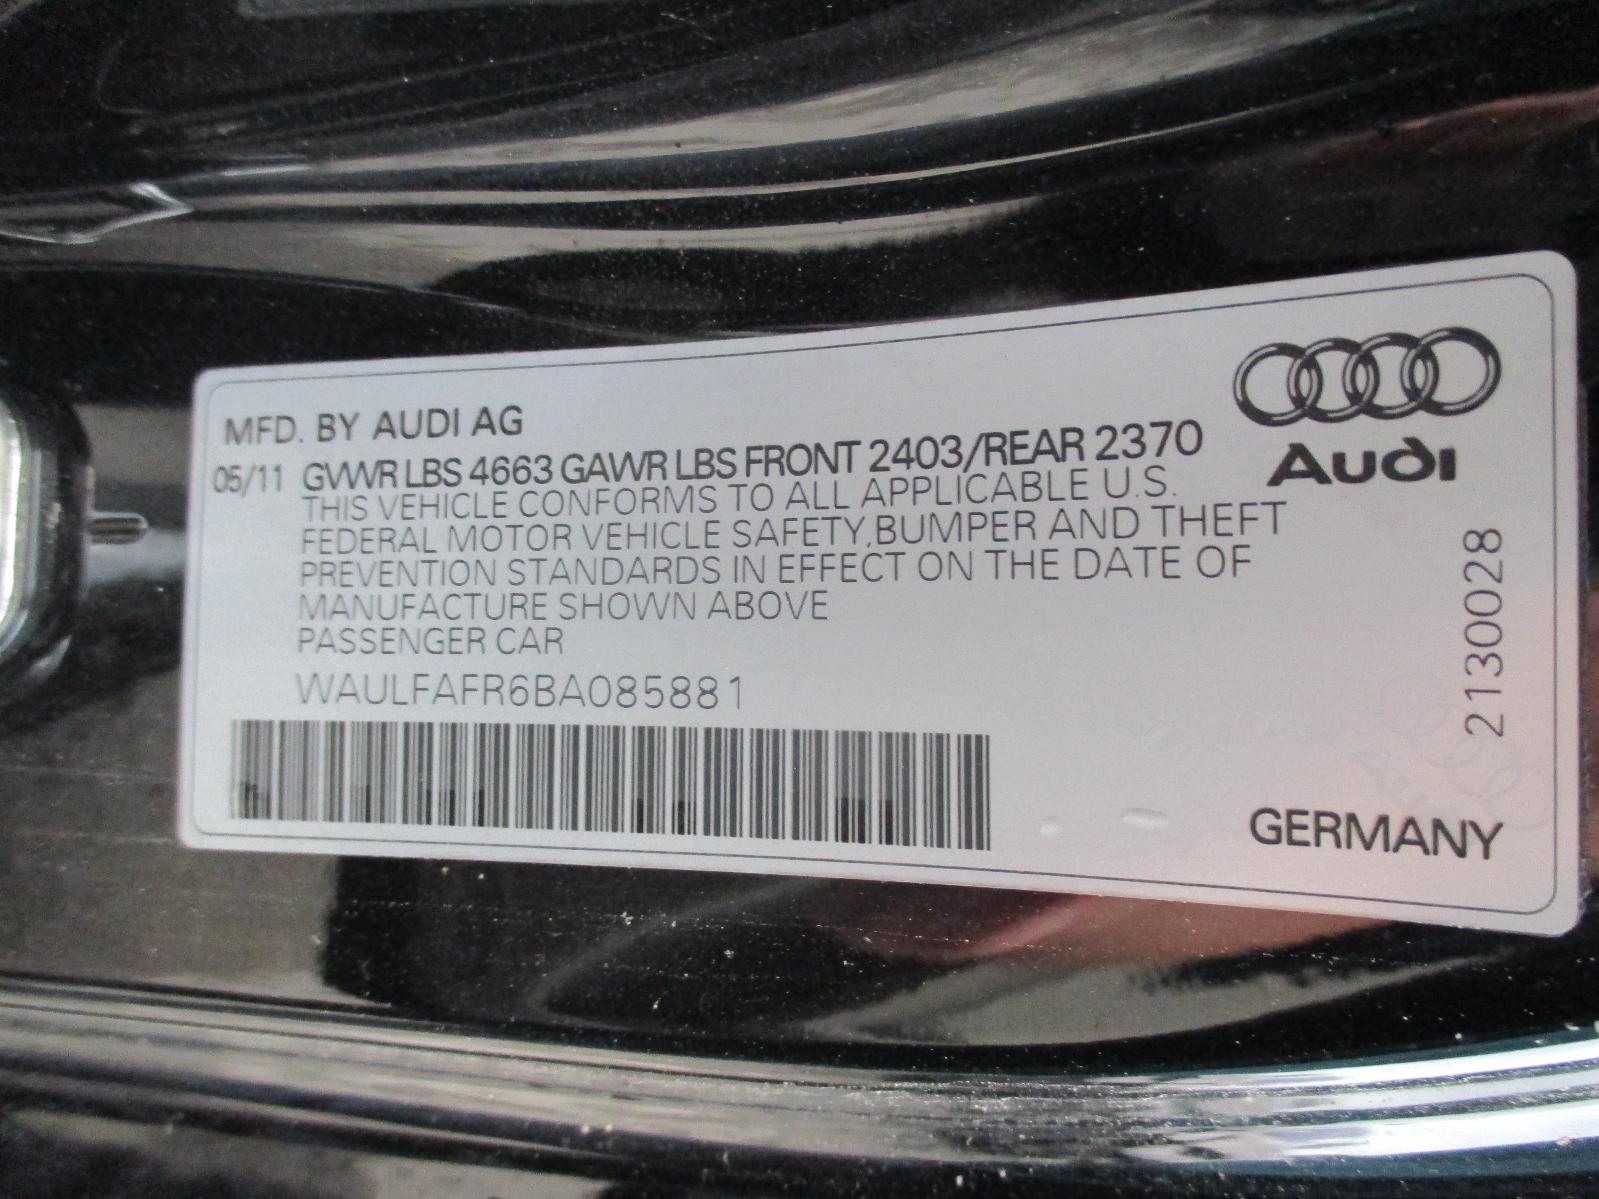 MFD. BY AUDI AG
05/11 GVWR LBS 4663 GAWR LBS FRONT 2403/REAR 2370
THIS VEHICLE CONFORMS TO ALL APPLICABLE U.S.
FEDERAL MOTOR VEHICLE SAFETY,BUMPER AND THEFT
PREVENTION STANDARDS IN EFFECT ON THE DATE OF
MANUFACTURE SHOWN ABOVE
PASSENGER CAR
WAULFAFR6BA085881
Audi
2130028
GERMANY